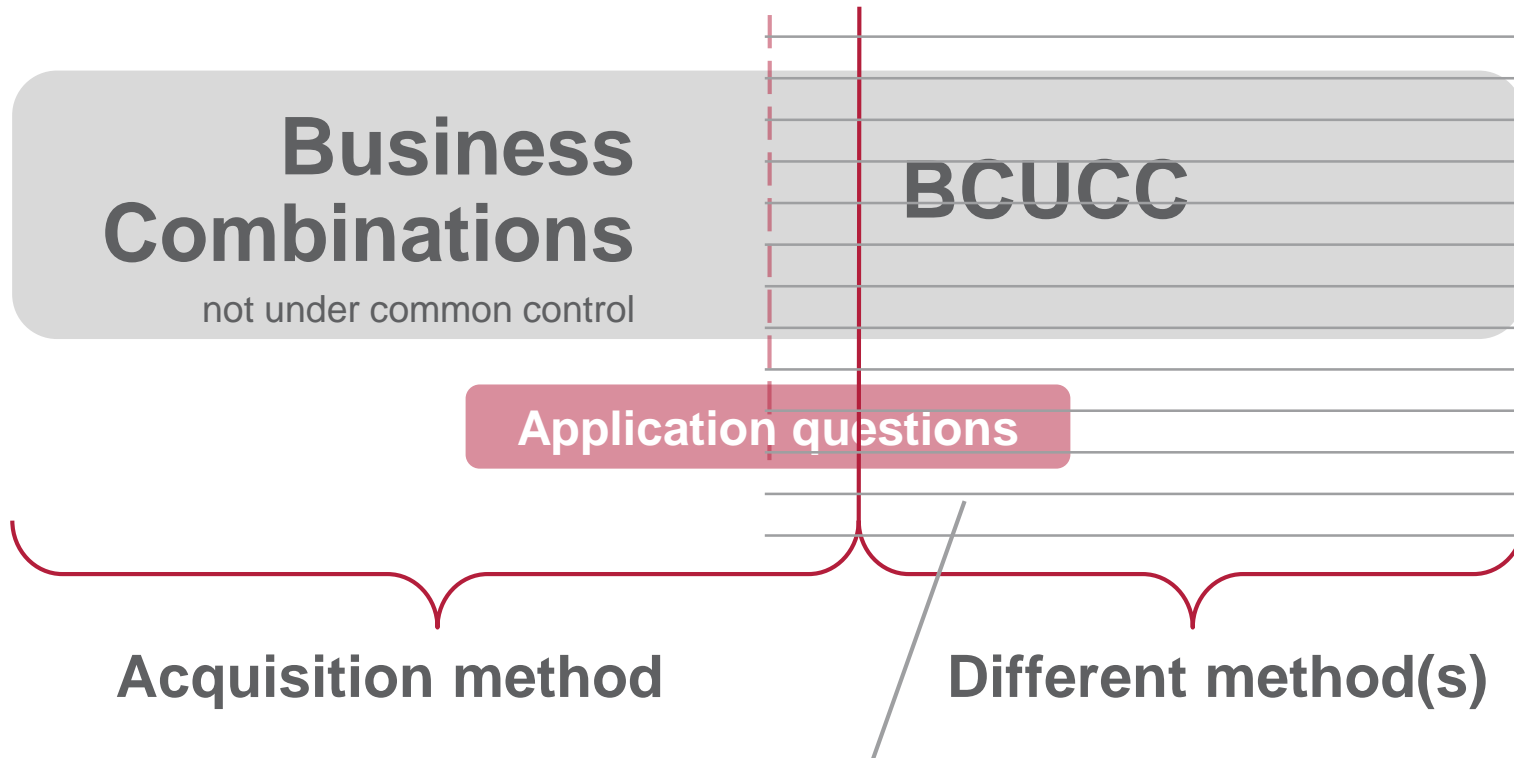 Business
Combinations
not under common control
BCUCC
Application questions
Acquisition method
Different method(s)